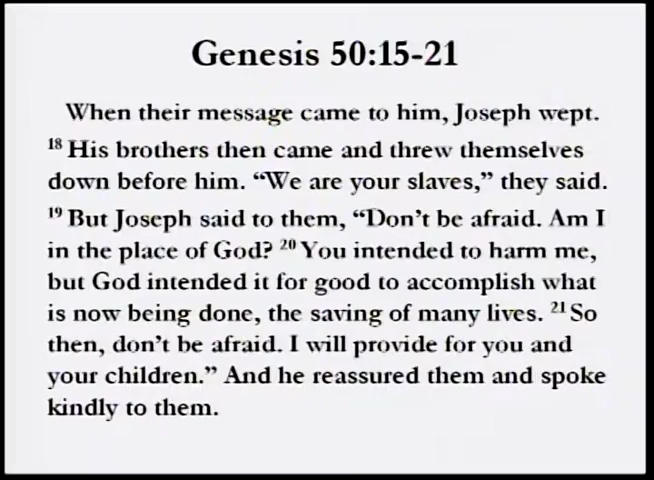 Genesis 50:15-21
When their message came to him, Joseph wept.
18 His brothers then came and threw themselves
down before him. “We are your slaves,” they said.
19 But Joseph said to them, “Don’t be afraid. Am I
in the place of God? 20 You intended to harm me,
but God intended it for good to accomplish what
is now being done, the saving of many lives. 21 So
then, don’t be afraid. I will provide for you and
your children.” And he reassured them and spoke
kindly to them.